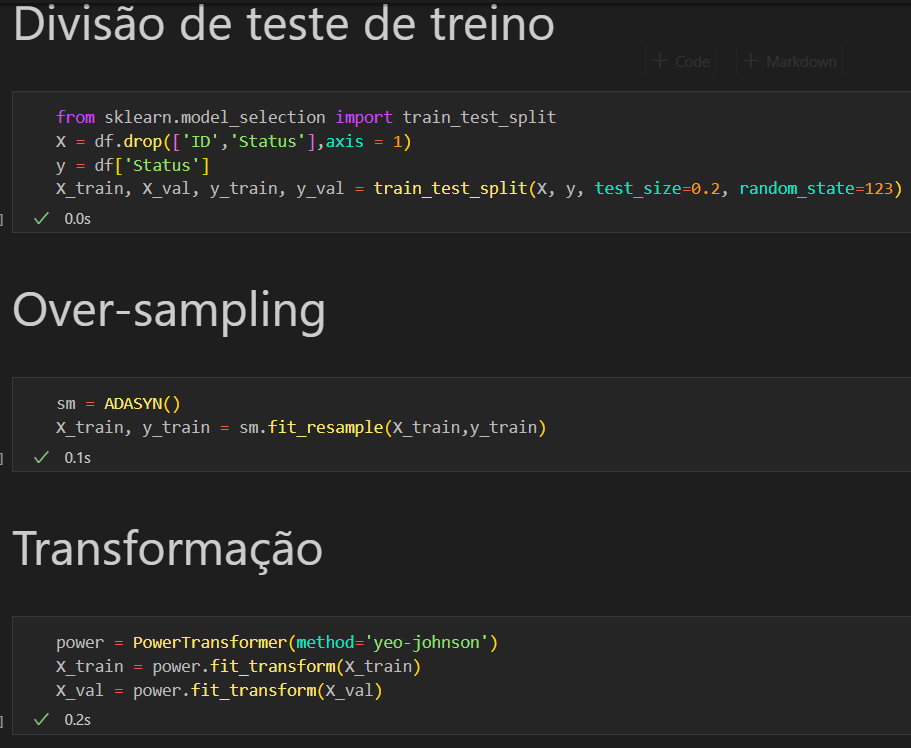 Divisão de teste de treino
+ Code + Markdown
from sklearn.model_selection import train_test_split
X = df.drop(['ID','Status'],axis = 1)
y = df['Status']
X_train, X_val, y_train, y_val = train_test_split(X, y, test_size=0.2, random_state=123)
] ✓ 0.0s
Over-sampling
sm = ADASYN()
X_train, y_train = sm.fit_resample(X_train,y_train)
] ✓ 0.1s
Transformação
power = PowerTransformer(method='yeo-johnson')
X_train = power.fit_transform(X_train)
X_val = power.fit_transform(X_val)
] ✓ 0.2s